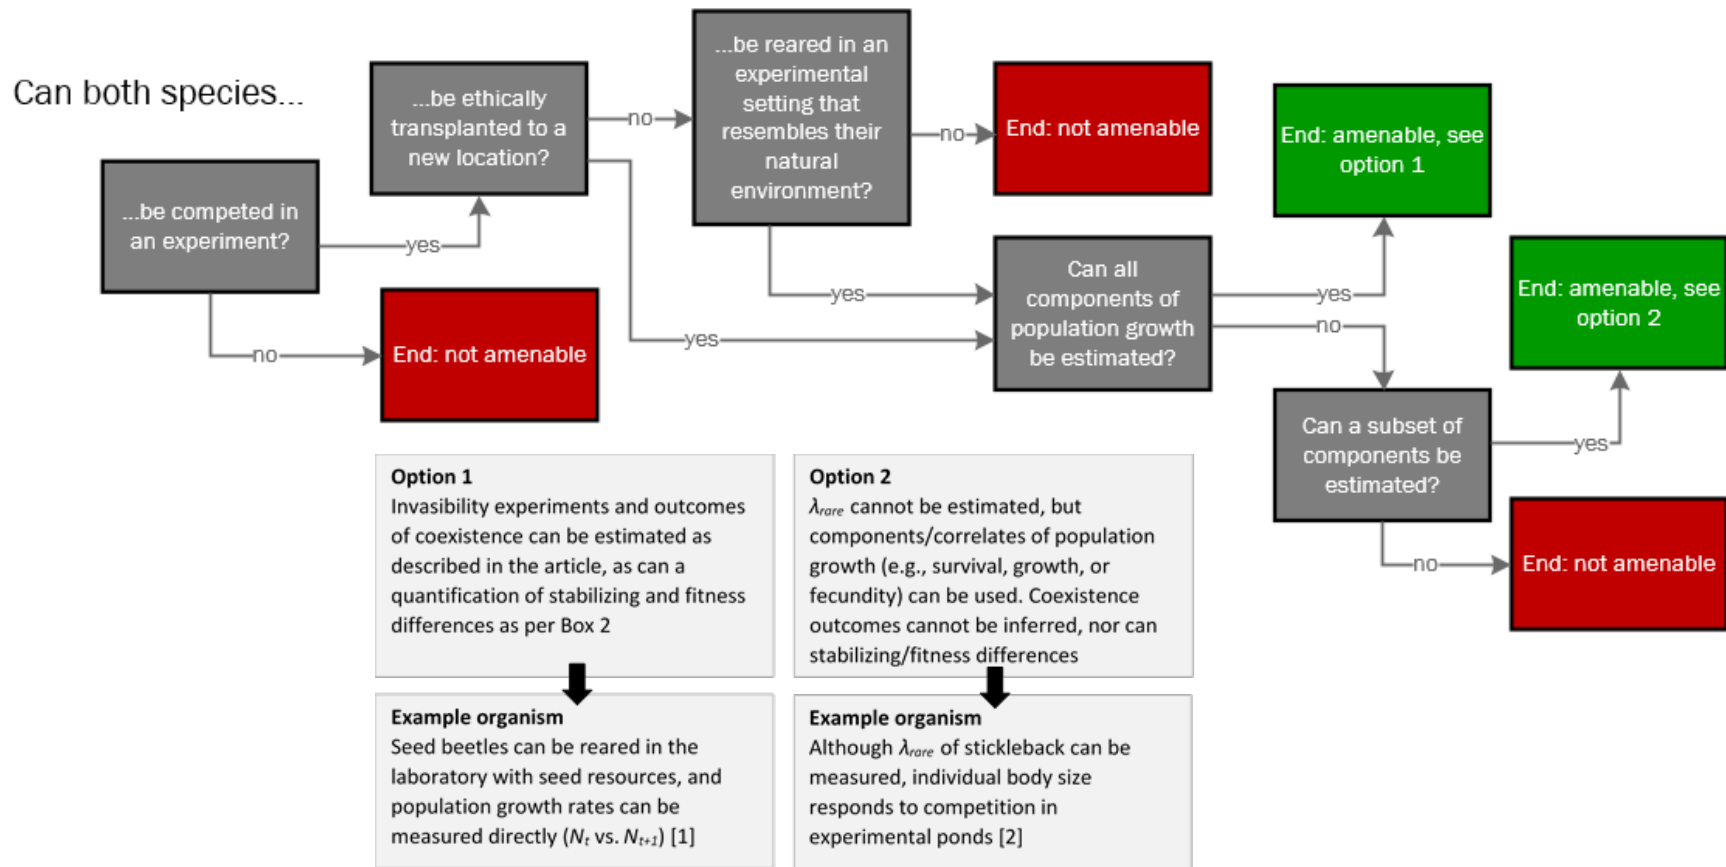 Can both species...
...be competed in
an experiment?
yes
no
End: not amenable
...be ethically
transplanted to a
new location?
no
yes
...be reared in an
experimental
setting that
resembles their
natural
environment?
no
yes
End: not amenable
Can all
components of
population growth
be estimated?
yes
no
End: amenable, see
option 1
Can a subset of
components be
estimated?
yes
no
End: amenable, see
option 2
End: not amenable
Option 1
Invasibility experiments and outcomes
of coexistence can be estimated as
described in the article, as can a
quantification of stabilizing and fitness
differences as per Box 2
Example organism
Seed beetles can be reared in the
laboratory with seed resources, and
population growth rates can be
measured directly (Nt vs. Nt+1) [1]
Option 2
λrare cannot be estimated, but
components/correlates of population
growth (e.g., survival, growth, or
fecundity) can be used. Coexistence
outcomes cannot be inferred, nor can
stabilizing/fitness differences
Example organism
Although λrare of stickleback can be
measured, individual body size
responds to competition in
experimental ponds [2]